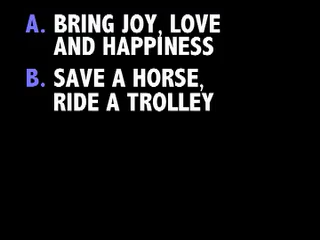 A. BRING JOY, LOVE
AND HAPPINESS
B. SAVE A HORSE,
RIDE A TROLLEY